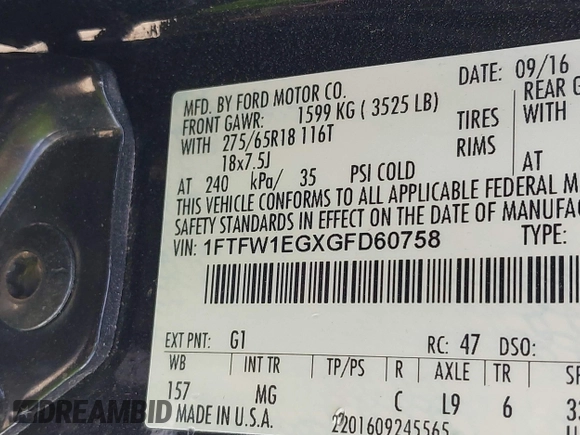 MFD. BY FORD MOTOR CO.
DATE: 09/16
FRONT GAWR: 1599 KG ( 3525 LB)
REAR G
WITH 275/65R18 116T TIRES
WITH
18x7.5J RIMS
AT 240 kPa/ 35 PSI COLD
AT
THIS VEHICLE CONFORMS TO ALL APPLICABLE FEDERAL M
SAFETY STANDARDS IN EFFECT ON THE DATE OF MANUFAC
VIN: 1FTFW1EGXGFD60758 TYPE:
EXT PNT: G1 RC: 47 DSO:
WB INT TR TP/PS R AXLE TR SP
157 MG C L9 6 33
MADE IN U.S.A. 2201609245565
DREAMBID